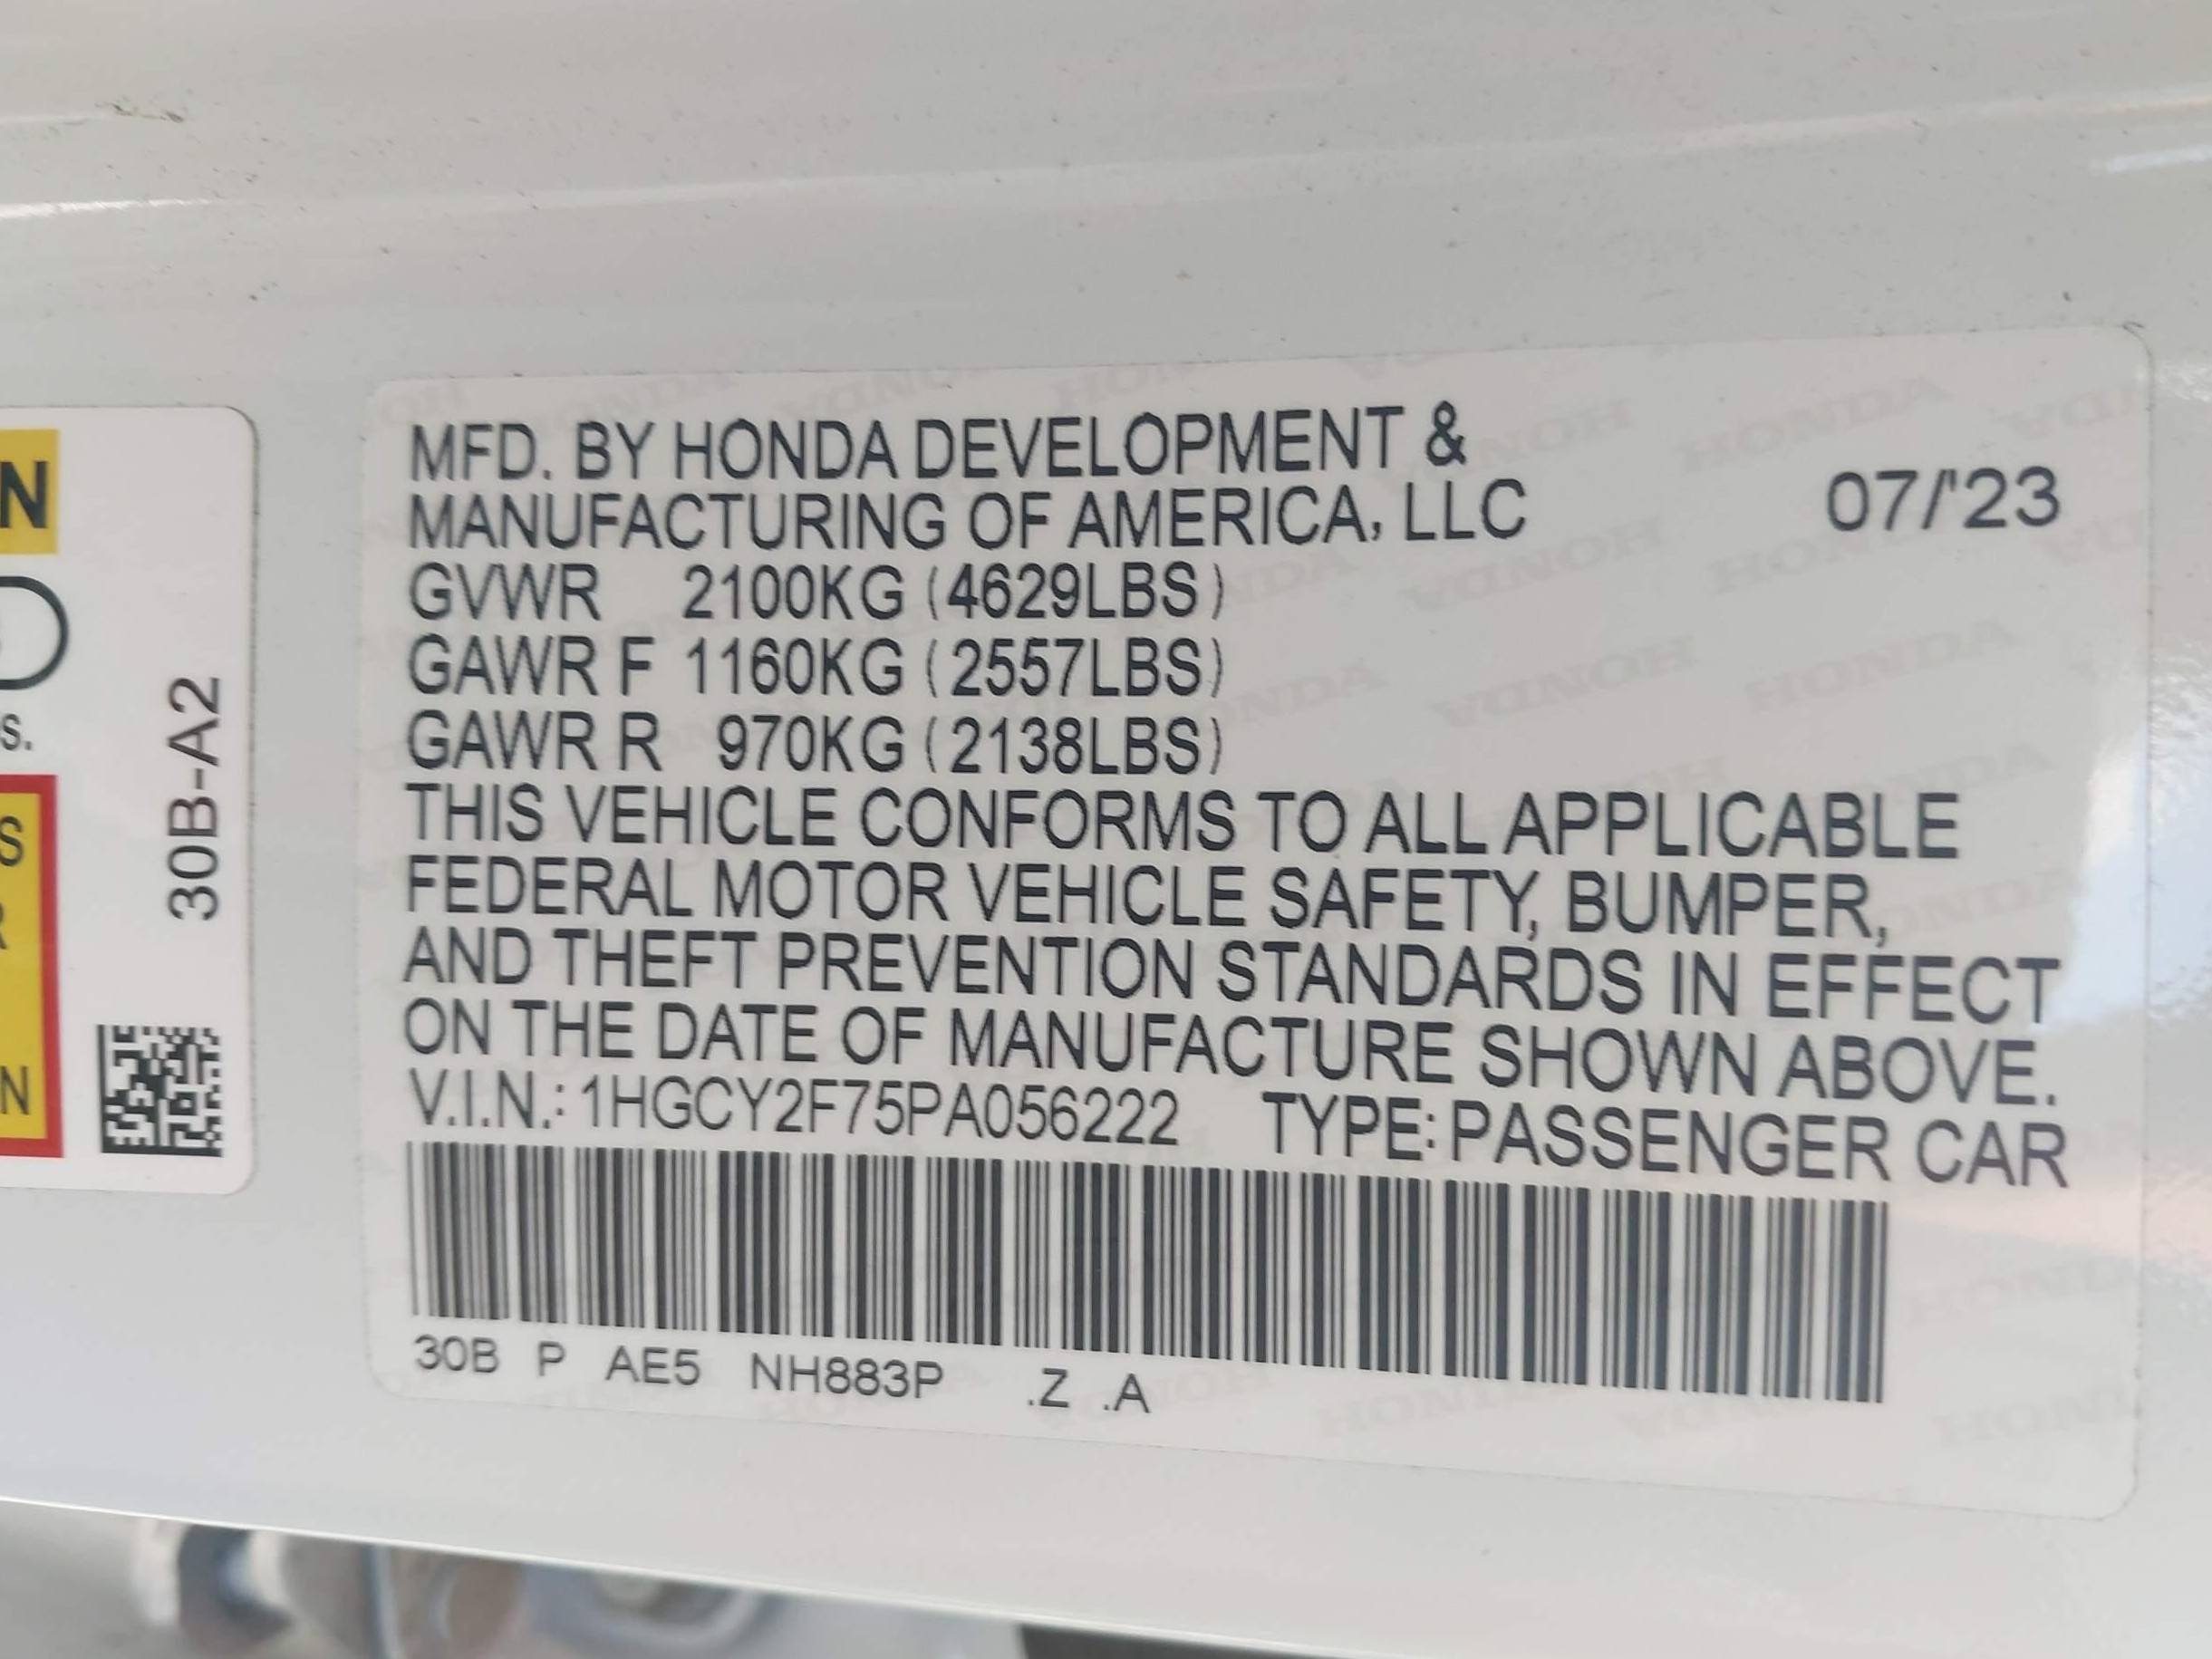 MFD. BY HONDA DEVELOPMENT &
MANUFACTURING OF AMERICA, LLC 07/'23
GVWR 2100KG (4629LBS)
GAWR F 1160KG (2557LBS)
GAWR R 970KG (2138LBS)
THIS VEHICLE CONFORMS TO ALL APPLICABLE
FEDERAL MOTOR VEHICLE SAFETY, BUMPER,
AND THEFT PREVENTION STANDARDS IN EFFECT
ON THE DATE OF MANUFACTURE SHOWN ABOVE.
V.I.N.: 1HGCY2F75PA056222 TYPE: PASSENGER CAR
30B P AE5 NH883P .Z .A
30B-A2